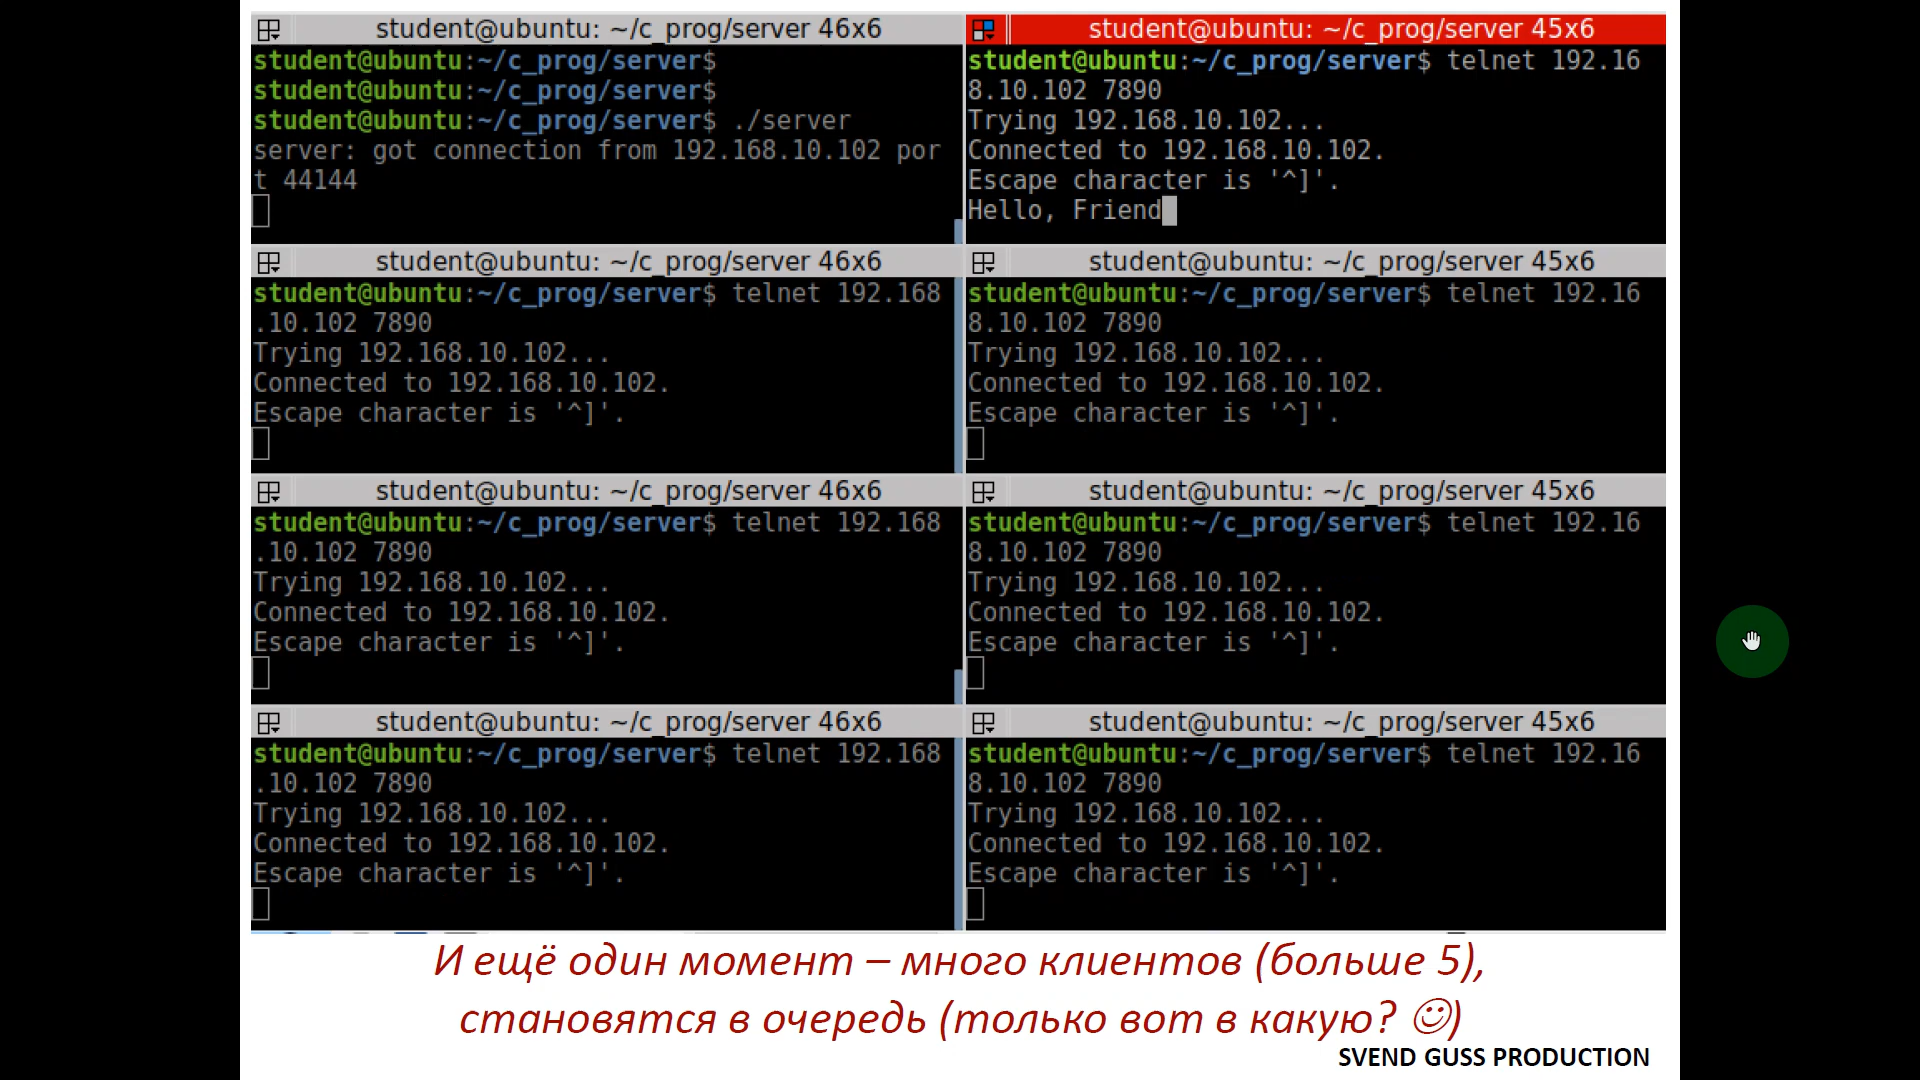 student@ubuntu: ~/c_prog/server 46x6
student@ubuntu:~/c_prog/server$
student@ubuntu:~/c_prog/server$
student@ubuntu:~/c_prog/server$ ./server
server: got connection from 192.168.10.102 por
t 44144
student@ubuntu: ~/c_prog/server 45x6
student@ubuntu:~/c_prog/server$ telnet 192.16
8.10.102 7890
Trying 192.168.10.102...
Connected to 192.168.10.102.
Escape character is '^]'.
Hello, Friend
student@ubuntu: ~/c_prog/server 46x6
student@ubuntu:~/c_prog/server$ telnet 192.168
.10.102 7890
Trying 192.168.10.102...
Connected to 192.168.10.102.
Escape character is '^]'.
student@ubuntu: ~/c_prog/server 45x6
student@ubuntu:~/c_prog/server$ telnet 192.16
8.10.102 7890
Trying 192.168.10.102...
Connected to 192.168.10.102.
Escape character is '^]'.
student@ubuntu: ~/c_prog/server 46x6
student@ubuntu:~/c_prog/server$ telnet 192.168
.10.102 7890
Trying 192.168.10.102...
Connected to 192.168.10.102.
Escape character is '^]'.
student@ubuntu: ~/c_prog/server 45x6
student@ubuntu:~/c_prog/server$ telnet 192.16
8.10.102 7890
Trying 192.168.10.102...
Connected to 192.168.10.102.
Escape character is '^]'.
student@ubuntu: ~/c_prog/server 46x6
student@ubuntu:~/c_prog/server$ telnet 192.168
.10.102 7890
Trying 192.168.10.102...
Connected to 192.168.10.102.
Escape character is '^]'.
student@ubuntu: ~/c_prog/server 45x6
student@ubuntu:~/c_prog/server$ telnet 192.16
8.10.102 7890
Trying 192.168.10.102...
Connected to 192.168.10.102.
Escape character is '^]'.
И ещё один момент – много клиентов (больше 5),
становятся в очередь (только вот в какую? ☺)
SVEND GUSS PRODUCTION